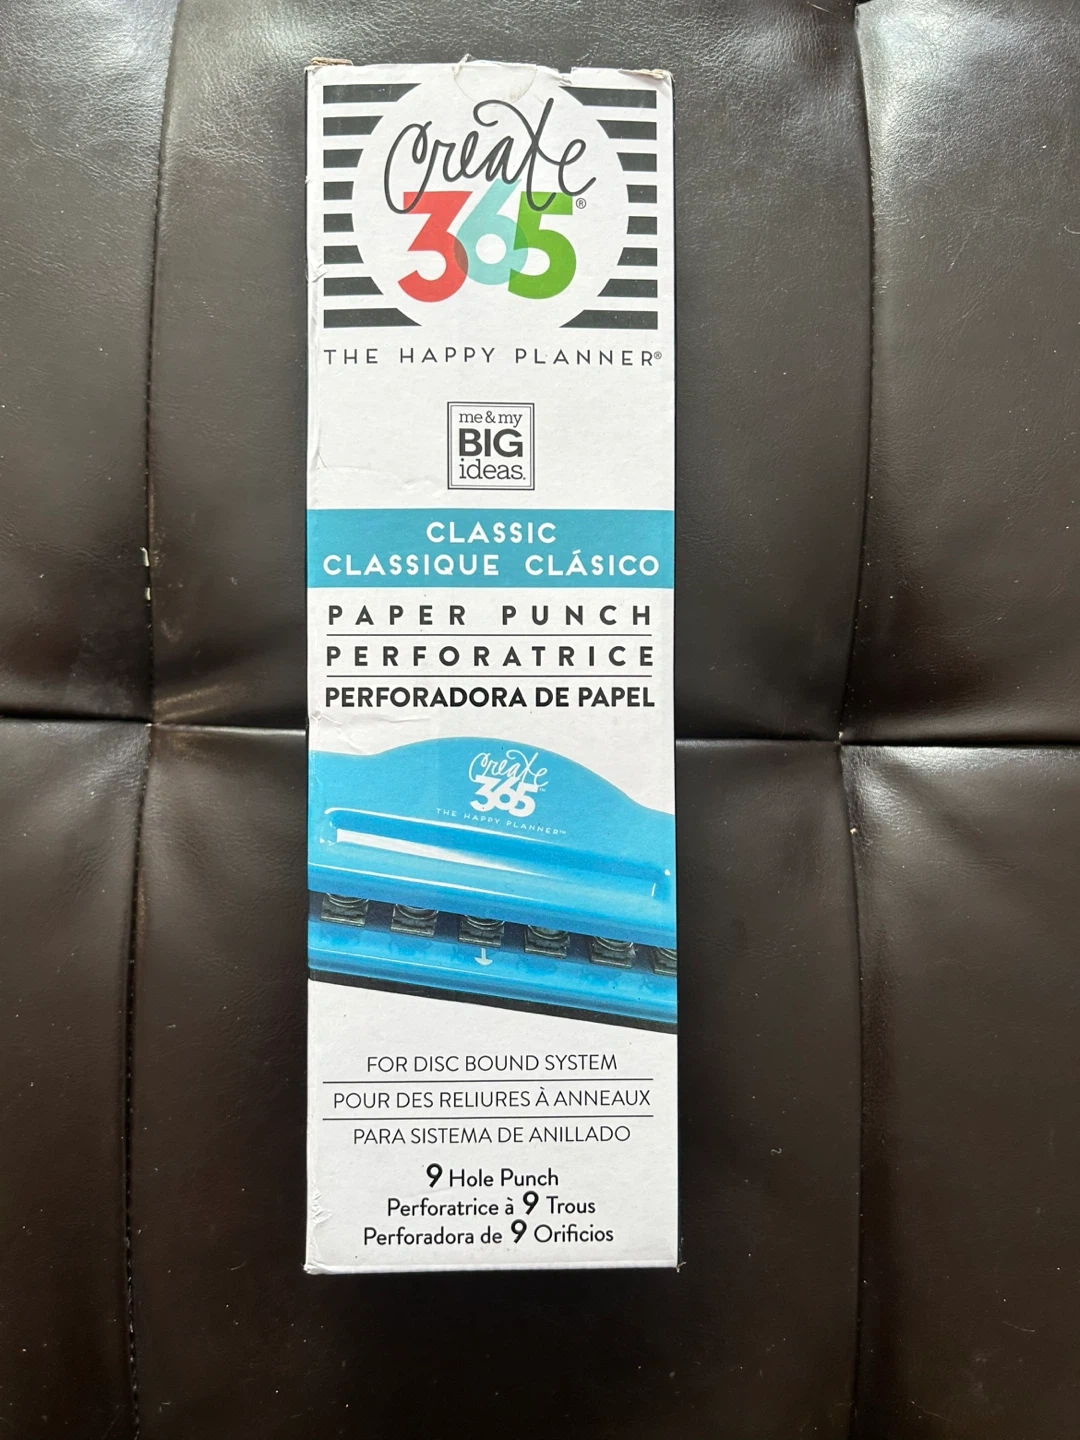 Create
365®
THE HAPPY PLANNER®
me & my
BIG
ideas.
CLASSIC
CLASSIQUE CLÁSICO
PAPER PUNCH
PERFORATRICE
PERFORADORA DE PAPEL
Create
365™
THE HAPPY PLANNER™
FOR DISC BOUND SYSTEM
POUR DES RELIURES À ANNEAUX
PARA SISTEMA DE ANILLADO
9 Hole Punch
Perforatrice à 9 Trous
Perforadora de 9 Orificios